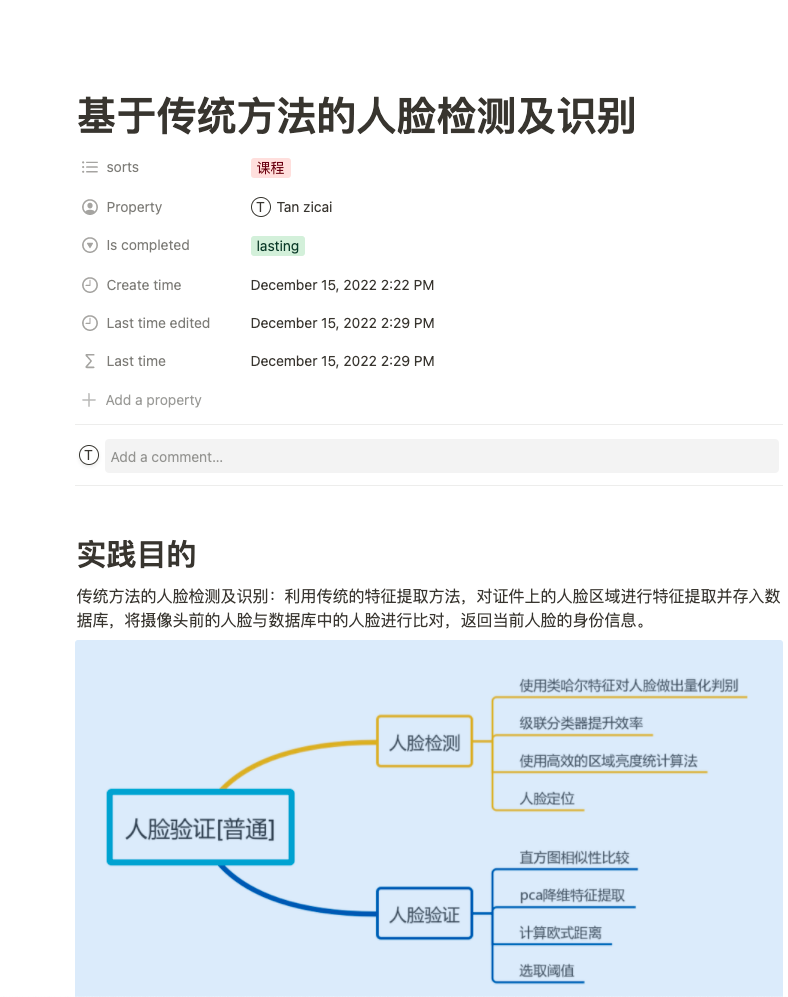 基于传统方法的人脸检测及识别
sorts 课程
Property T Tan zicai
Is completed lasting
Create time December 15, 2022 2:22 PM
Last time edited December 15, 2022 2:29 PM
Last time December 15, 2022 2:29 PM
Add a property
T Add a comment...
实践目的
传统方法的人脸检测及识别：利用传统的特征提取方法，对证件上的人脸区域进行特征提取并存入数
据库，将摄像头前的人脸与数据库中的人脸进行比对，返回当前人脸的身份信息。
人脸验证[普通]
人脸检测
使用类哈尔特征对人脸做出量化判别
级联分类器提升效率
使用高效的区域亮度统计算法
人脸定位
人脸验证
直方图相似性比较
pca降维特征提取
计算欧式距离
选取阈值